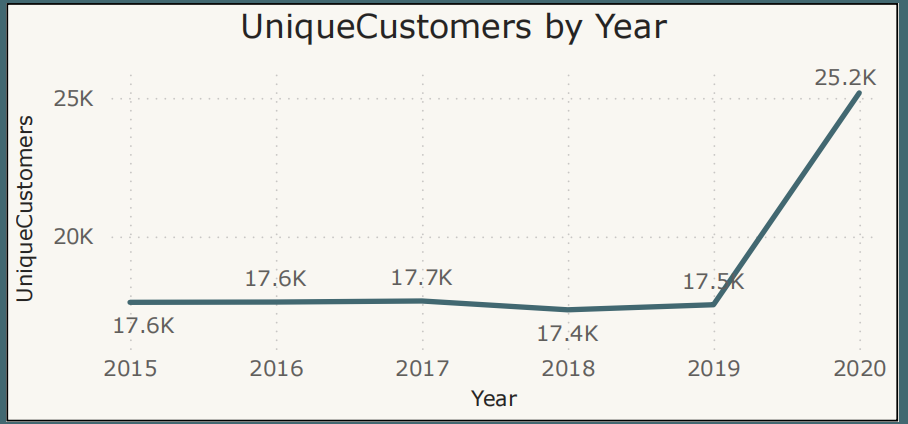 UniqueCustomers by Year
UniqueCustomers
25K
20K
17.6K
17.6K
17.7K
17.4K
17.5K
25.2K
2015 2016 2017 2018 2019 2020
Year